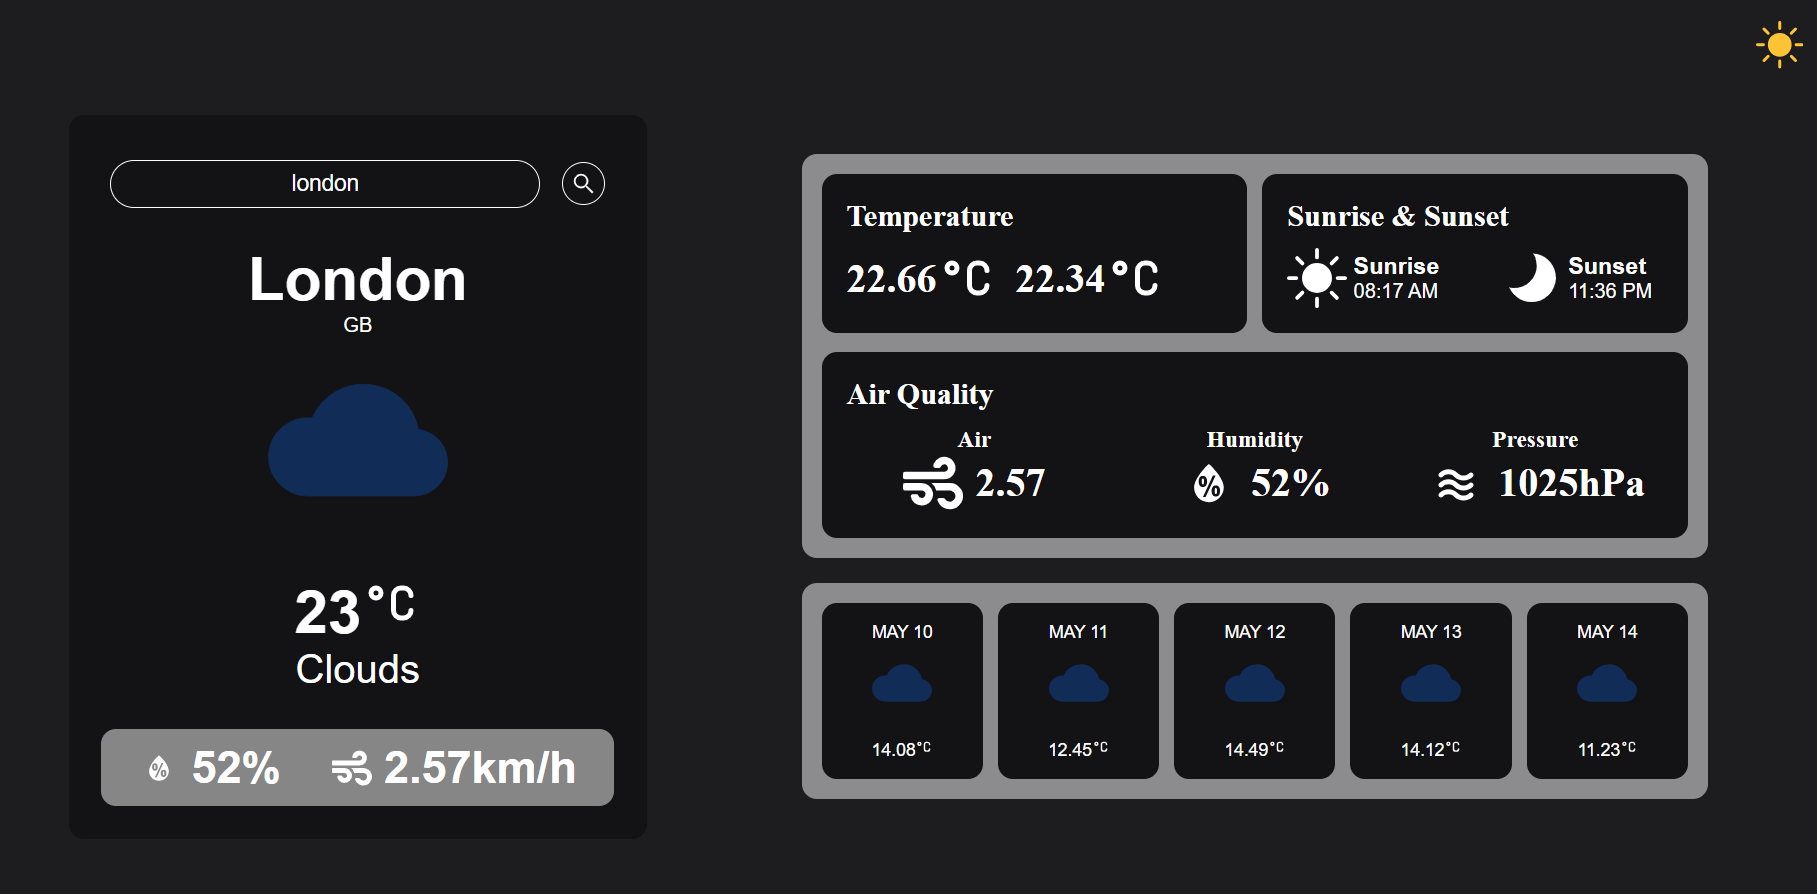 london
London
GB
23°C
Clouds
52% 2.57km/h
Temperature
22.66°C 22.34°C
Sunrise & Sunset
Sunrise
08:17 AM
Sunset
11:36 PM
Air Quality
Air
2.57
Humidity
52%
Pressure
1025hPa
MAY 10
14.08°C
MAY 11
12.45°C
MAY 12
14.49°C
MAY 13
14.12°C
MAY 14
11.23°C